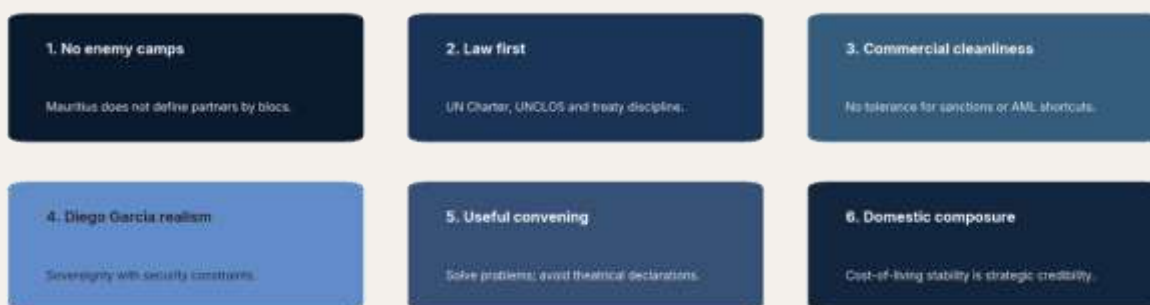 1. No enemy camps
Mauritius does not define partners by blocs.
2. Law first
UN Charter, UNCLOS and treaty discipline.
3. Commercial cleanliness
No tolerance for sanctions or AML shortcuts.
4. Diego Garcia realism
Sovereignty with security constraints.
5. Useful convening
Solve problems; avoid theatrical declarations.
6. Domestic composure
Cost-of-living stability is strategic credibility.